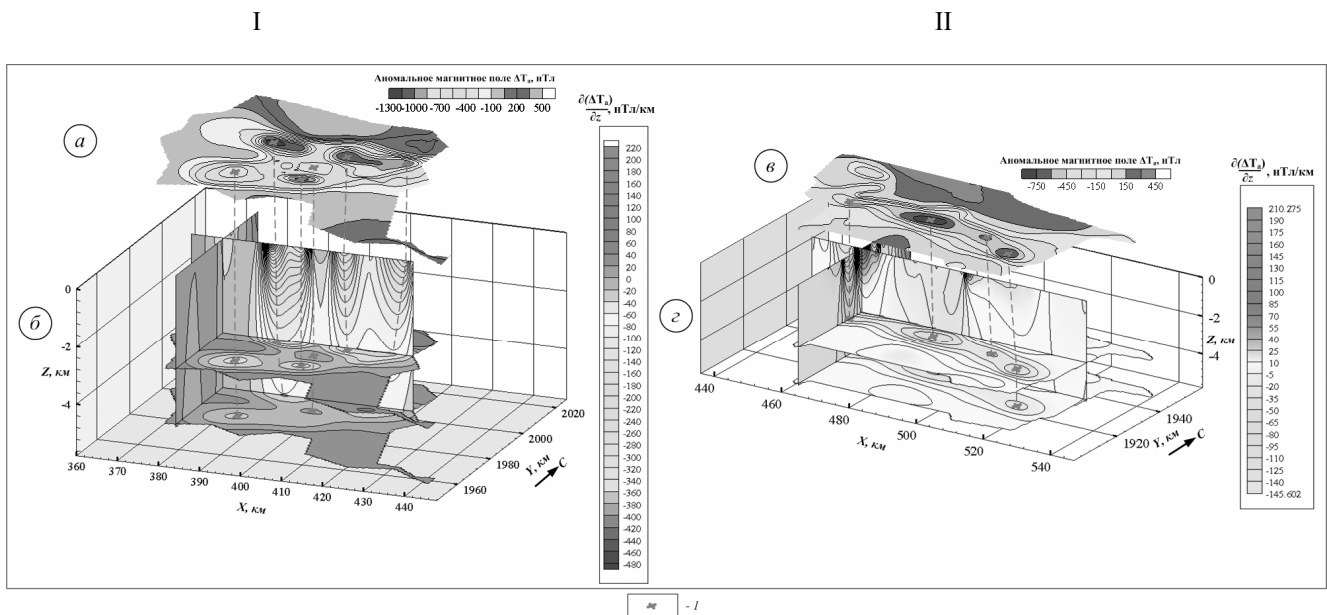 I
II
Аномальное магнитное поле ΔTₐ, нТл
-1300 -1000 -700 -400 -100 200 500
∂(ΔTₐ)/∂z, нТл/км
а
220
200
180
160
140
120
100
80
60
40
20
0
-20
-40
-60
-80
-100
-120
-140
-160
-180
-200
-220
-240
-260
-280
-300
-320
-340
-360
-380
-400
-440
-460
-480
б
0
-2
Z, км
-4
360 370 380 390 400 410 420 430 440
X, км
1960 1980 2000 2020
Y, км
С
в
Аномальное магнитное поле ΔTₐ, нТл
-750 -450 -150 150 450
∂(ΔTₐ)/∂z, нТл/км
210.275
190
175
160
145
130
115
100
85
70
55
40
25
10
-5
-20
-35
-50
-65
-80
-95
-110
-125
-140
-145.602
г
0
-2
Z, км
-4
440 460 480 500 520 540
X, км
1920 1940
Y, км
С
- 1